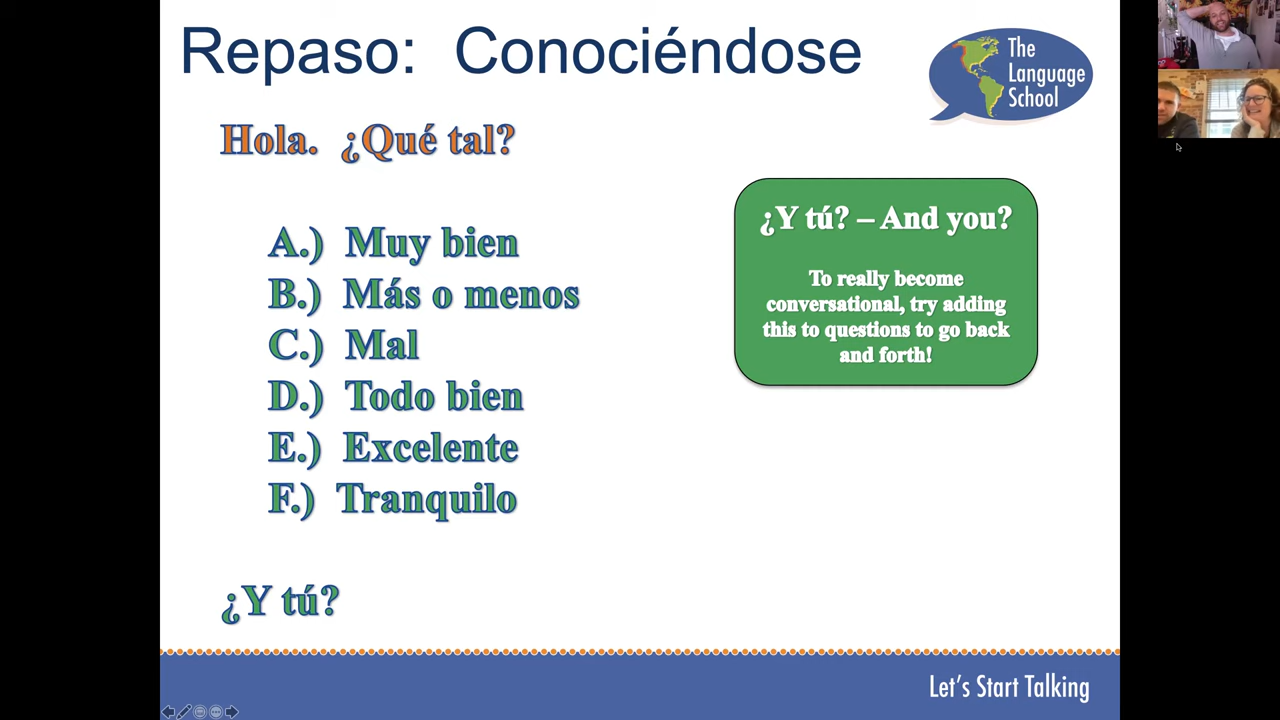 Repaso: Conociéndose
The
Language
School
Hola. ¿Qué tal?
A.) Muy bien
B.) Más o menos
C.) Mal
D.) Todo bien
E.) Excelente
F.) Tranquilo
¿Y tú?
¿Y tú? – And you?
To really become
conversational, try adding
this to questions to go back
and forth!
Let's Start Talking